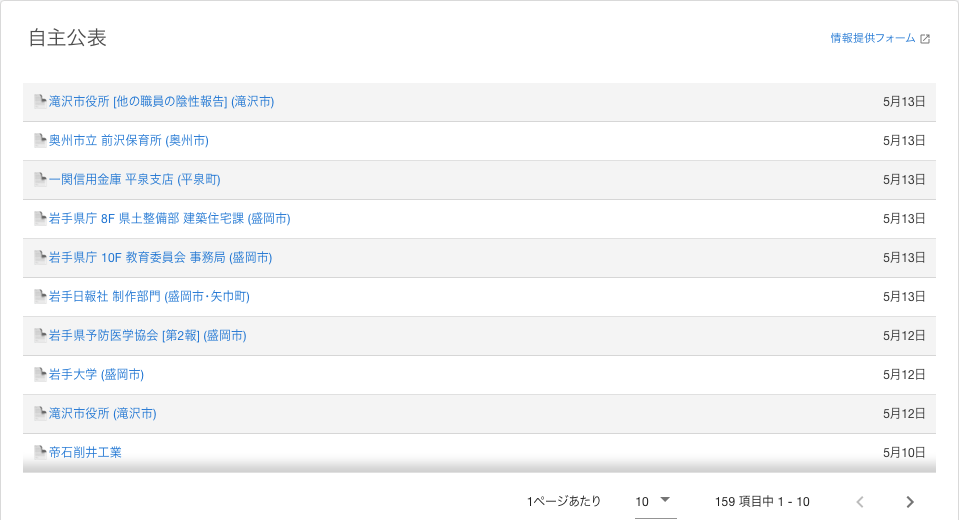 自主公表
情報提供フォーム
滝沢市役所 [他の職員の陰性報告] (滝沢市) 5月13日
奥州市立 前沢保育所 (奥州市) 5月13日
一関信用金庫 平泉支店 (平泉町) 5月13日
岩手県庁 8F 県土整備部 建築住宅課 (盛岡市) 5月13日
岩手県庁 10F 教育委員会 事務局 (盛岡市) 5月13日
岩手日報社 制作部門 (盛岡市･矢巾町) 5月13日
岩手県予防医学協会 [第2報] (盛岡市) 5月12日
岩手大学 (盛岡市) 5月12日
滝沢市役所 (滝沢市) 5月12日
帝石削井工業 5月10日
1ページあたり 10 159 項目中 1 - 10